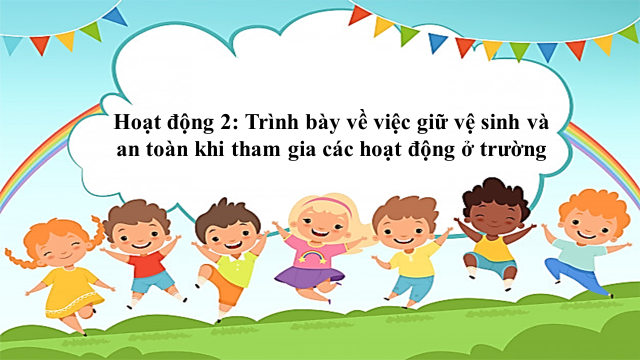 Hoạt động 2: Trình bày về việc giữ vệ sinh và
an toàn khi tham gia các hoạt động ở trường